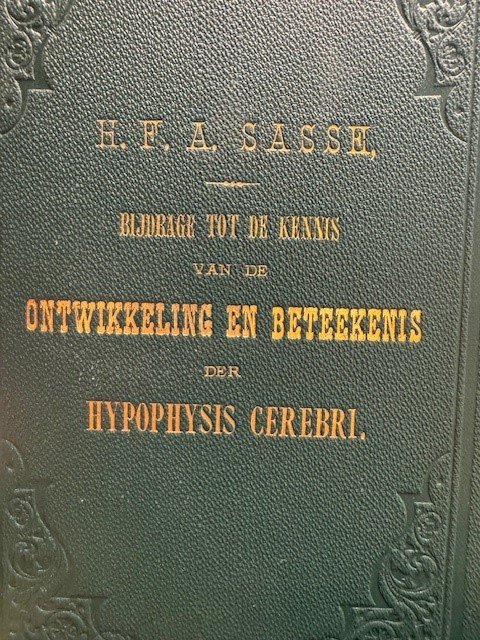 H. F. A. SASSE,
BIJDRAGE TOT DE KENNIS
VAN DE
ONTWIKKELING EN BETEEKENIS
DER
HYPOPHYSIS CEREBRI.